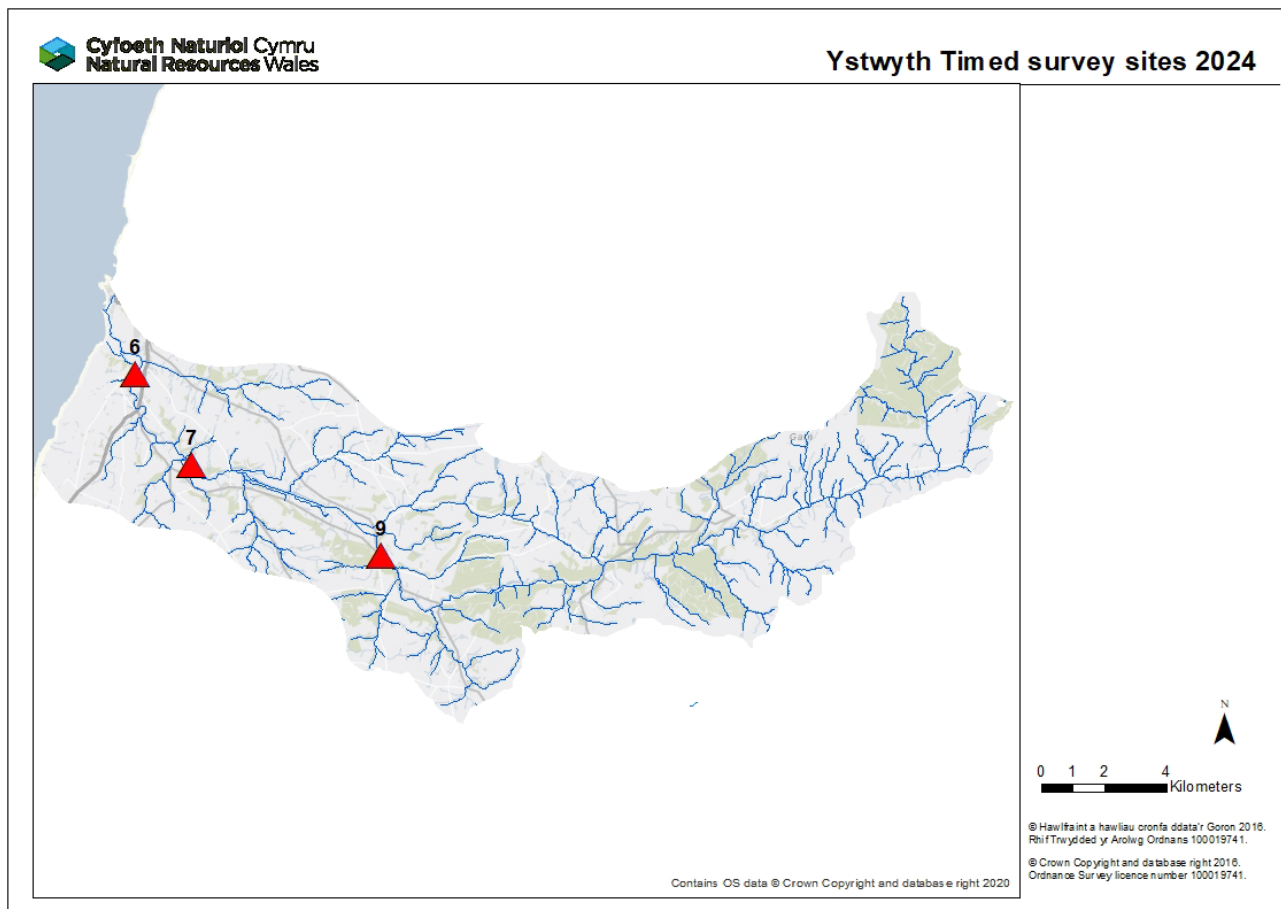 Cyfoeth Naturiol Cymru
Natural Resources Wales
Ystwyth Timed survey sites 2024
6
7
9
N
0 1 2 4
Kilometers
© Hawlfraint a hawliau cronfa ddata'r Goron 2016.
Rhif Trwydded yr Arolwg Ordnans 100019741.
© Crown Copyright and database right 2016.
Ordnance Survey licence number 100019741.
Contains OS data © Crown Copyright and database right 2020